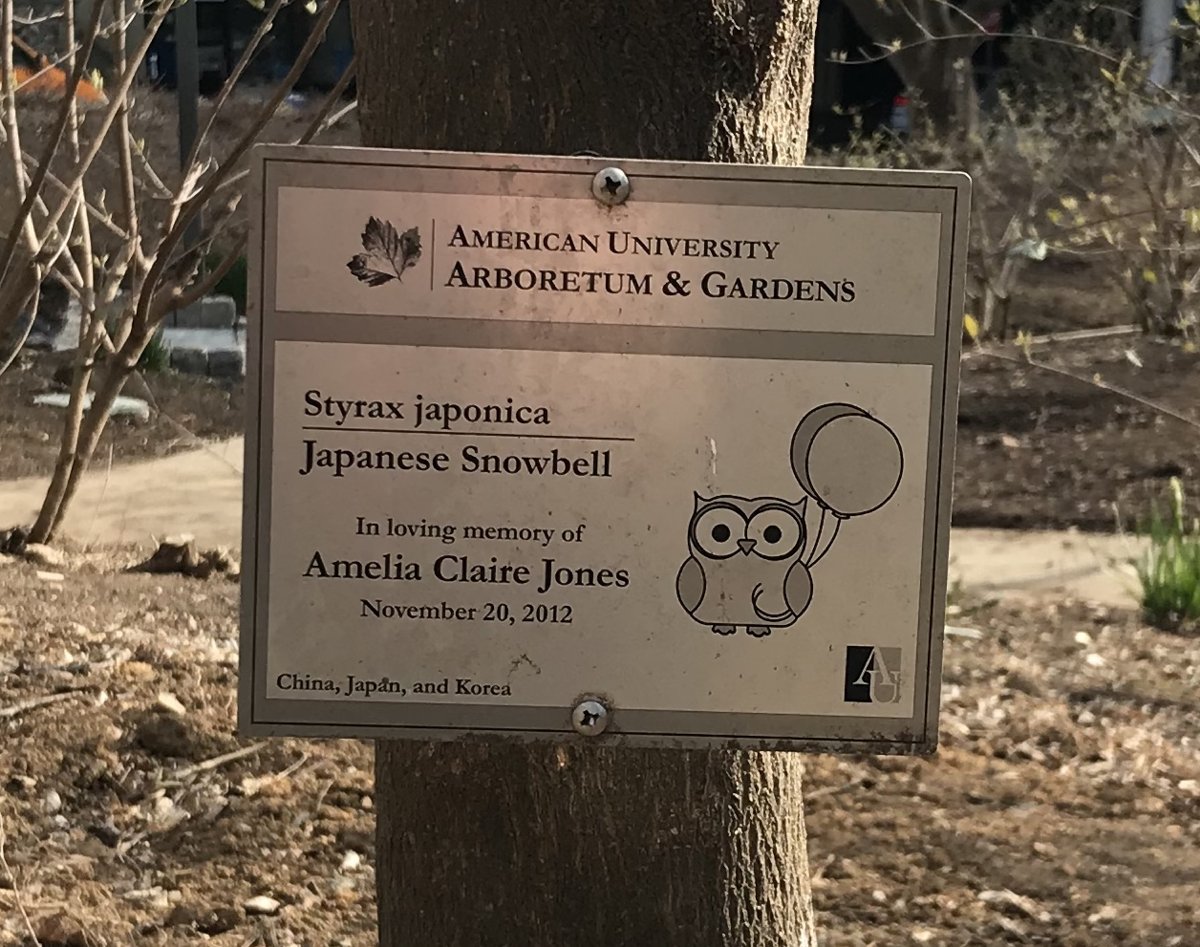 AMERICAN UNIVERSITY
ARBORETUM & GARDENS
Styrax japonica
Japanese Snowbell
In loving memory of
Amelia Claire Jones
November 20, 2012
China, Japan, and Korea
AU